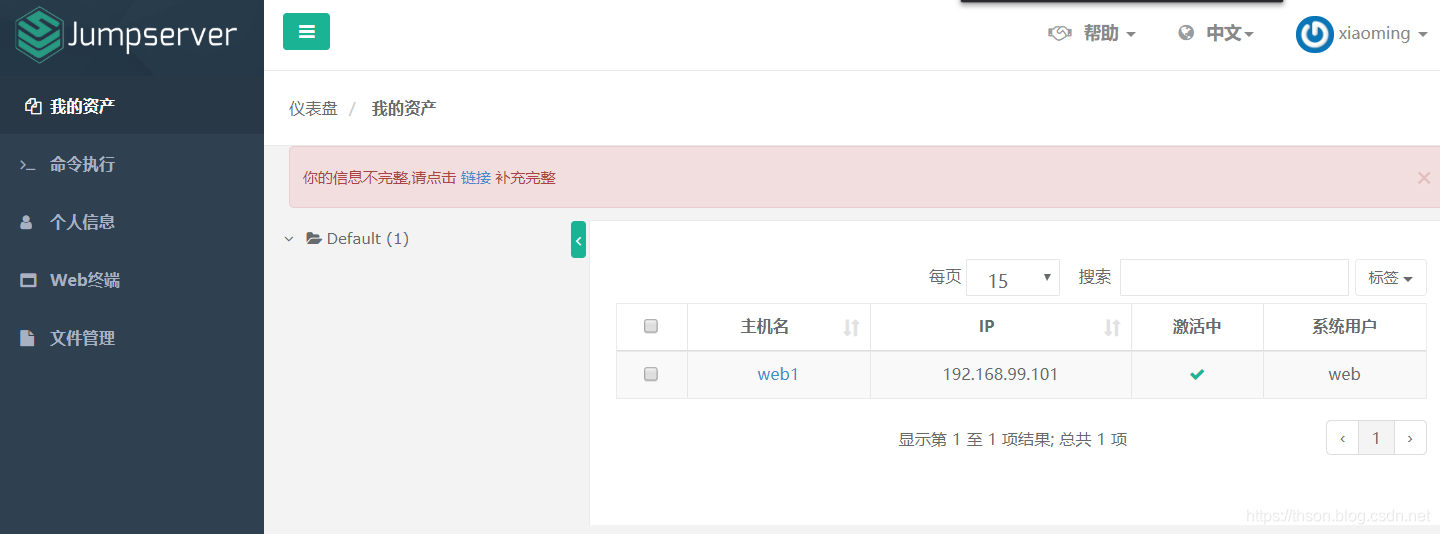 Jumpserver
帮助
中文
xiaoming
我的资产
命令执行
个人信息
Web终端
文件管理
仪表盘 / 我的资产
你的信息不完整,请点击 链接 补充完整
×
Default (1)
每页 15 搜索 标签
主机名 IP 激活中 系统用户
web1 192.168.99.101 web
显示第 1 至 1 项结果; 总共 1 项
‹ 1 ›
https://thson.blog.csdn.net